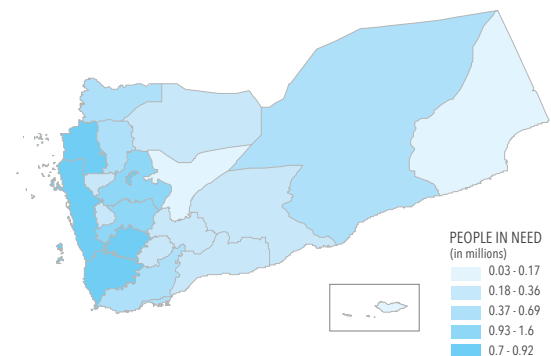 PEOPLE IN NEED
(in millions)
0.03 - 0.17
0.18 - 0.36
0.37 - 0.69
0.93 - 1.6
0.7 - 0.92